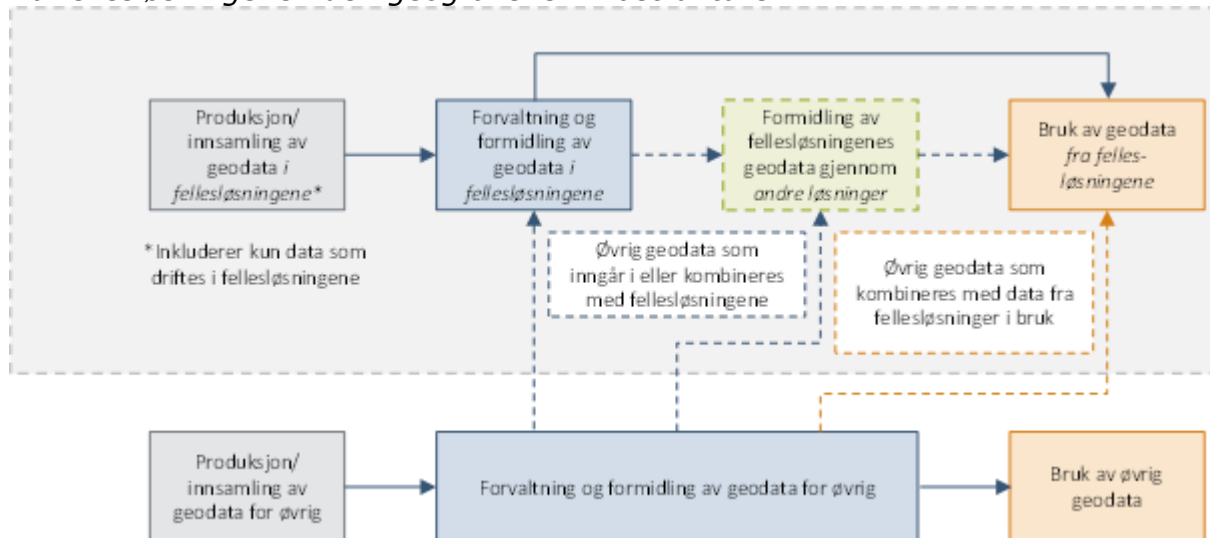 Produksjon/
innsamling av
geodata i
fellesløsningene*
Forvaltning og
formidling av
geodata i
fellesløsningene
Formidling av
fellesløsningenes
geodata gjennom
andre løsninger
Bruk av geodata
fra felles-
løsningene
*Inkluderer kun data som
driftes i fellesløsningene
Øvrig geodata som
inngår i eller kombineres
med fellesløsningene
Øvrig geodata som
kombineres med data fra
fellesløsninger i bruk
Produksjon/
innsamling av
geodata for øvrig
Forvaltning og formidling av geodata for øvrig
Bruk av øvrig
geodata